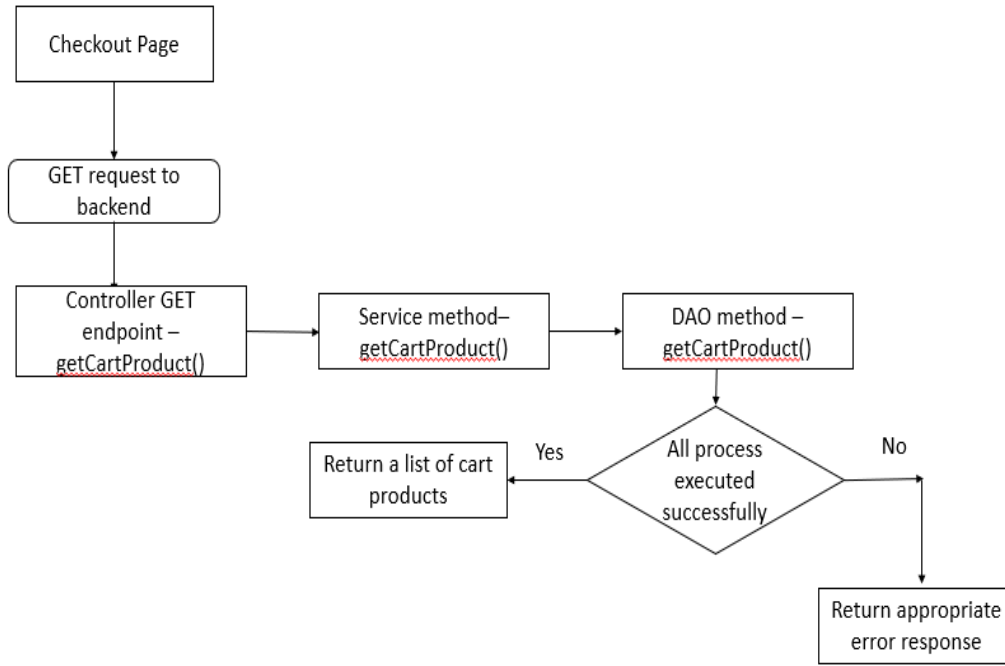 Checkout Page
GET request to
backend
Controller GET
endpoint –
getCartProduct()
Service method–
getCartProduct()
DAO method –
getCartProduct()
All process
executed
successfully
Yes
No
Return a list of cart
products
Return appropriate
error response